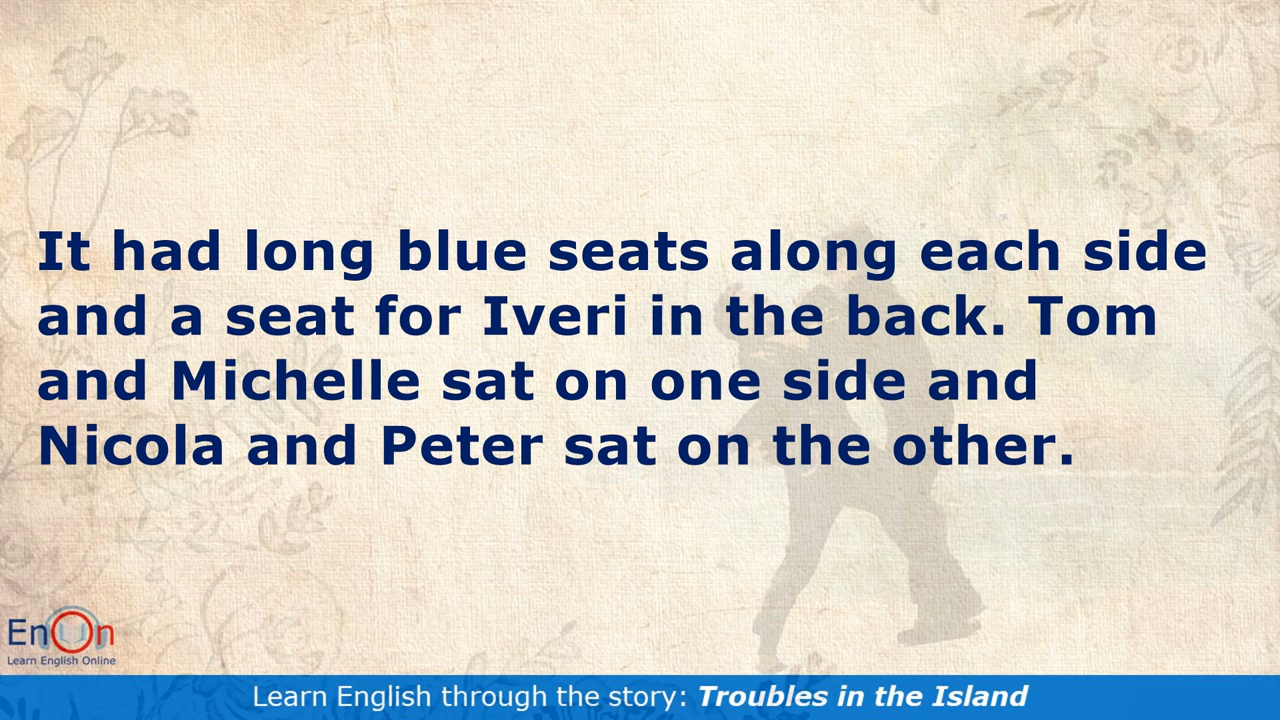 It had long blue seats along each side
and a seat for Iveri in the back. Tom
and Michelle sat on one side and
Nicola and Peter sat on the other.
EnOn
Learn English Online
Learn English through the story: Troubles in the Island